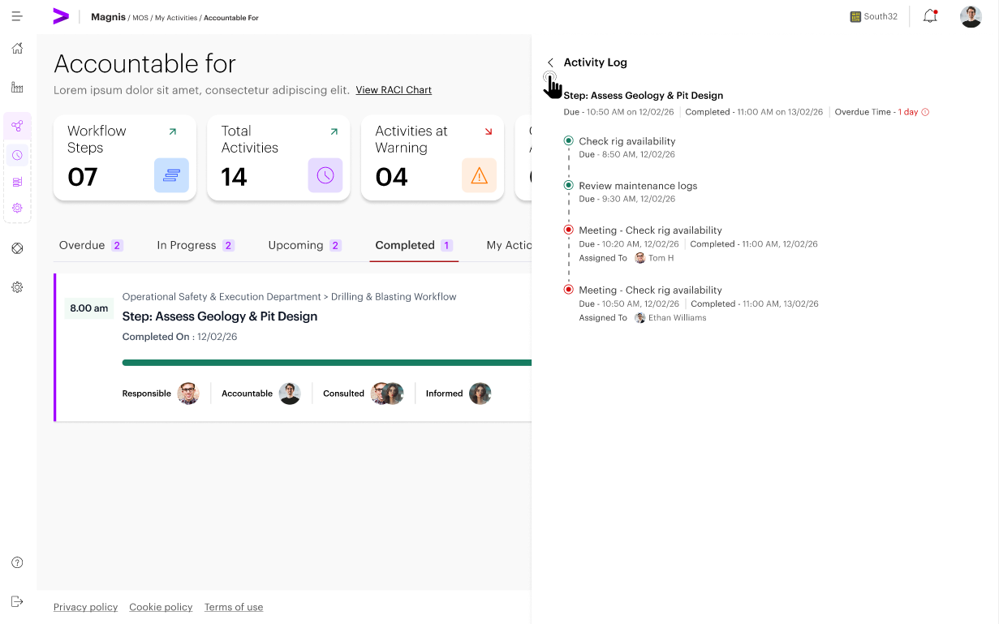 Magnis / MOS / My Activities / Accountable For
South32
Accountable for
Lorem ipsum dolor sit amet, consectetur adipiscing elit. View RACI Chart
Workflow
Steps
07
Total
Activities
14
Activities at
Warning
04
Overdue 2
In Progress 2
Upcoming 2
Completed 1
My Actio
8.00 am
Operational Safety & Execution Department > Drilling & Blasting Workflow
Step: Assess Geology & Pit Design
Completed On : 12/02/26
Responsible
Accountable
Consulted
Informed
Privacy policy
Cookie policy
Terms of use
Activity Log
Step: Assess Geology & Pit Design
Due - 10:50 AM on 12/02/26 Completed - 11:00 AM on 13/02/26 Overdue Time - 1 day
Check rig availability
Due - 8:50 AM, 12/02/26
Review maintenance logs
Due - 9:30 AM, 12/02/26
Meeting - Check rig availability
Due - 10:20 AM, 12/02/26 Completed - 11:00 AM, 12/02/26
Assigned To Tom H
Meeting - Check rig availability
Due - 10:50 AM, 12/02/26 Completed - 11:00 AM, 13/02/26
Assigned To Ethan Williams